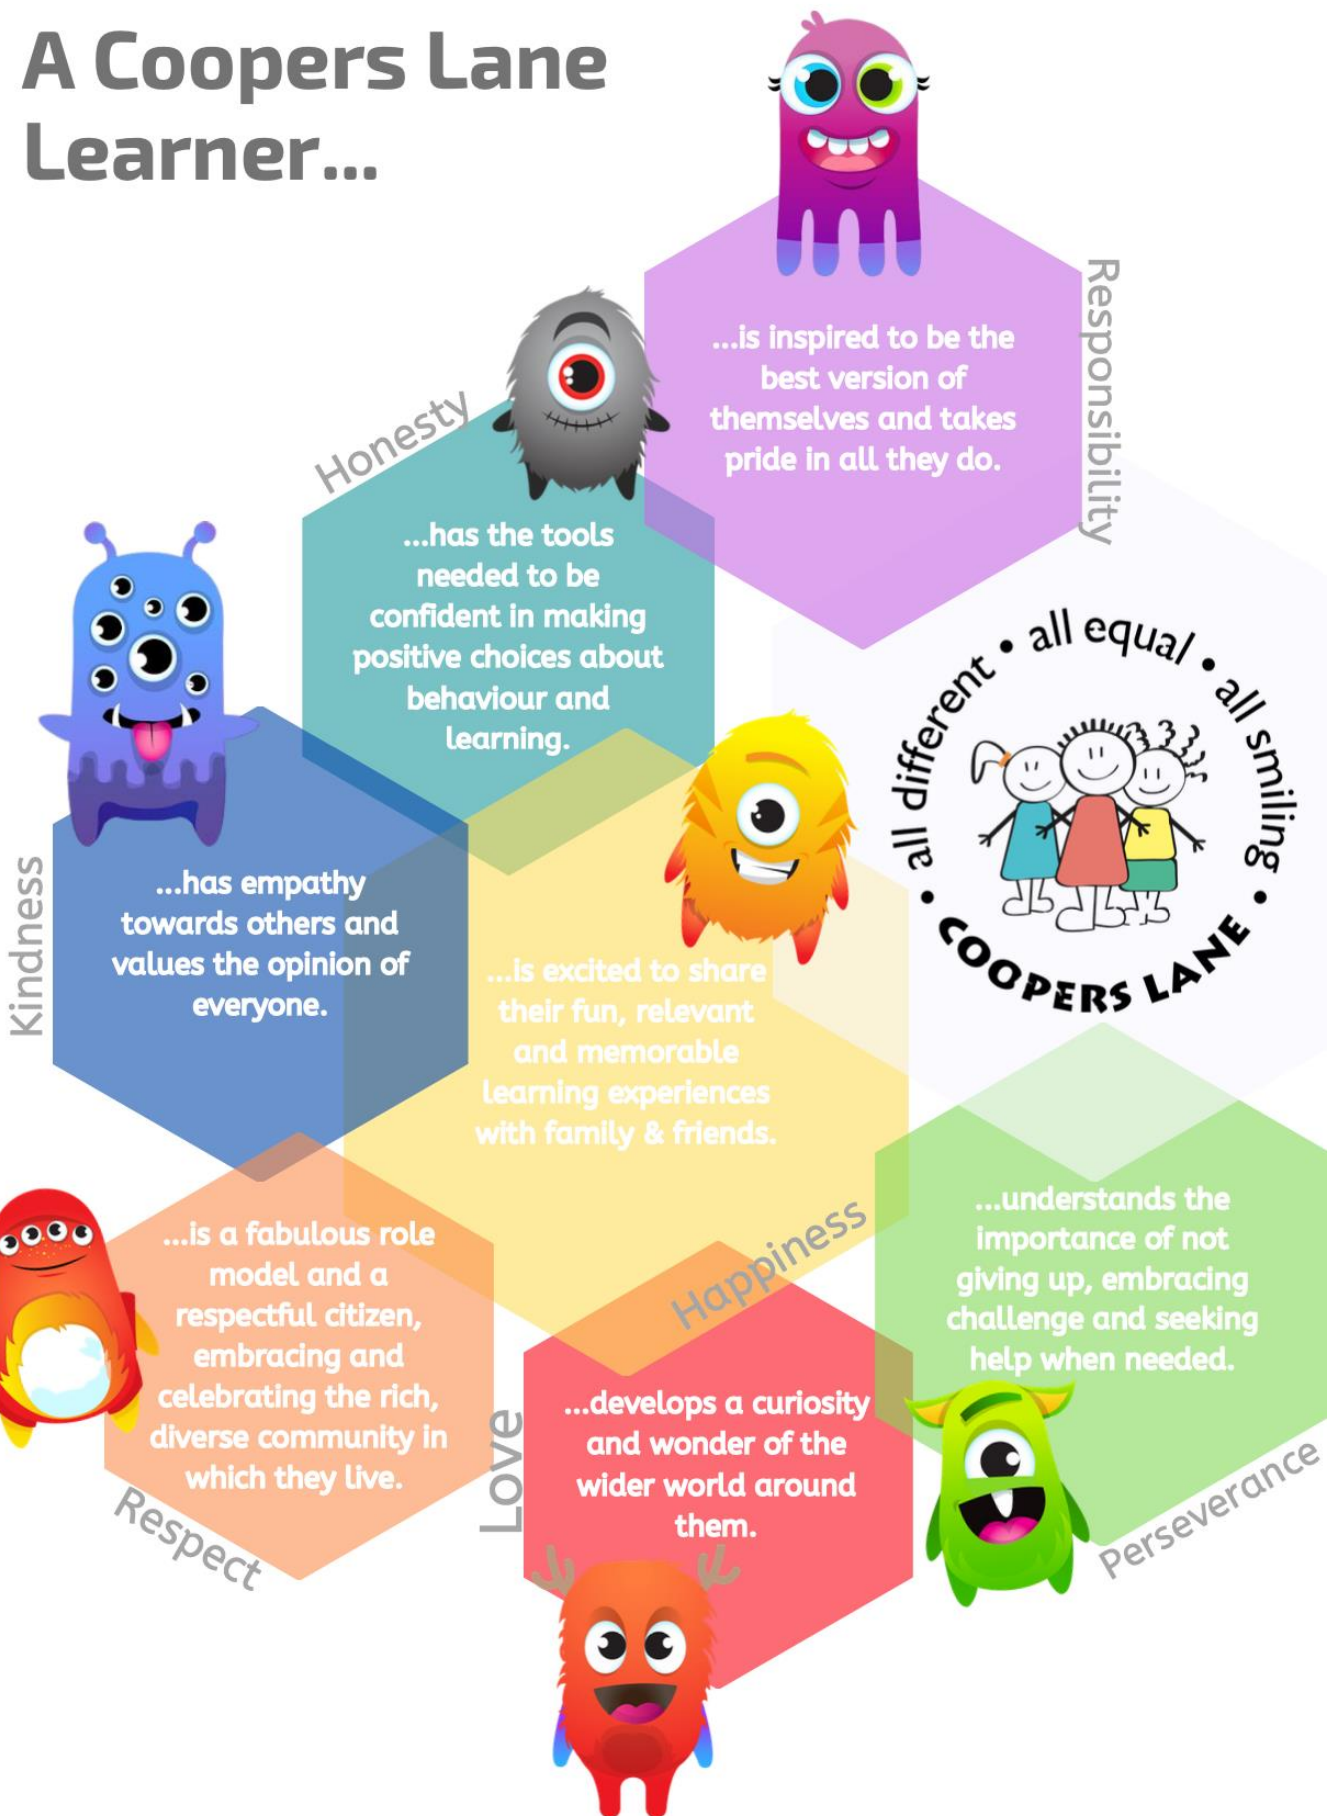 A Coopers Lane
Learner...
Responsibility
...is inspired to be the
best version of
themselves and takes
pride in all they do.
Honesty
...has the tools
needed to be
confident in making
positive choices about
behaviour and
learning.
• all different • all equal • all smiling •
COOPERS LANE
Kindness
...has empathy
towards others and
values the opinion of
everyone.
...is excited to share
their fun, relevant
and memorable
learning experiences
with family & friends.
Happiness
...understands the
importance of not
giving up, embracing
challenge and seeking
help when needed.
Perseverance
...is a fabulous role
model and a
respectful citizen,
embracing and
celebrating the rich,
diverse community in
which they live.
Respect
Love
...develops a curiosity
and wonder of the
wider world around
them.